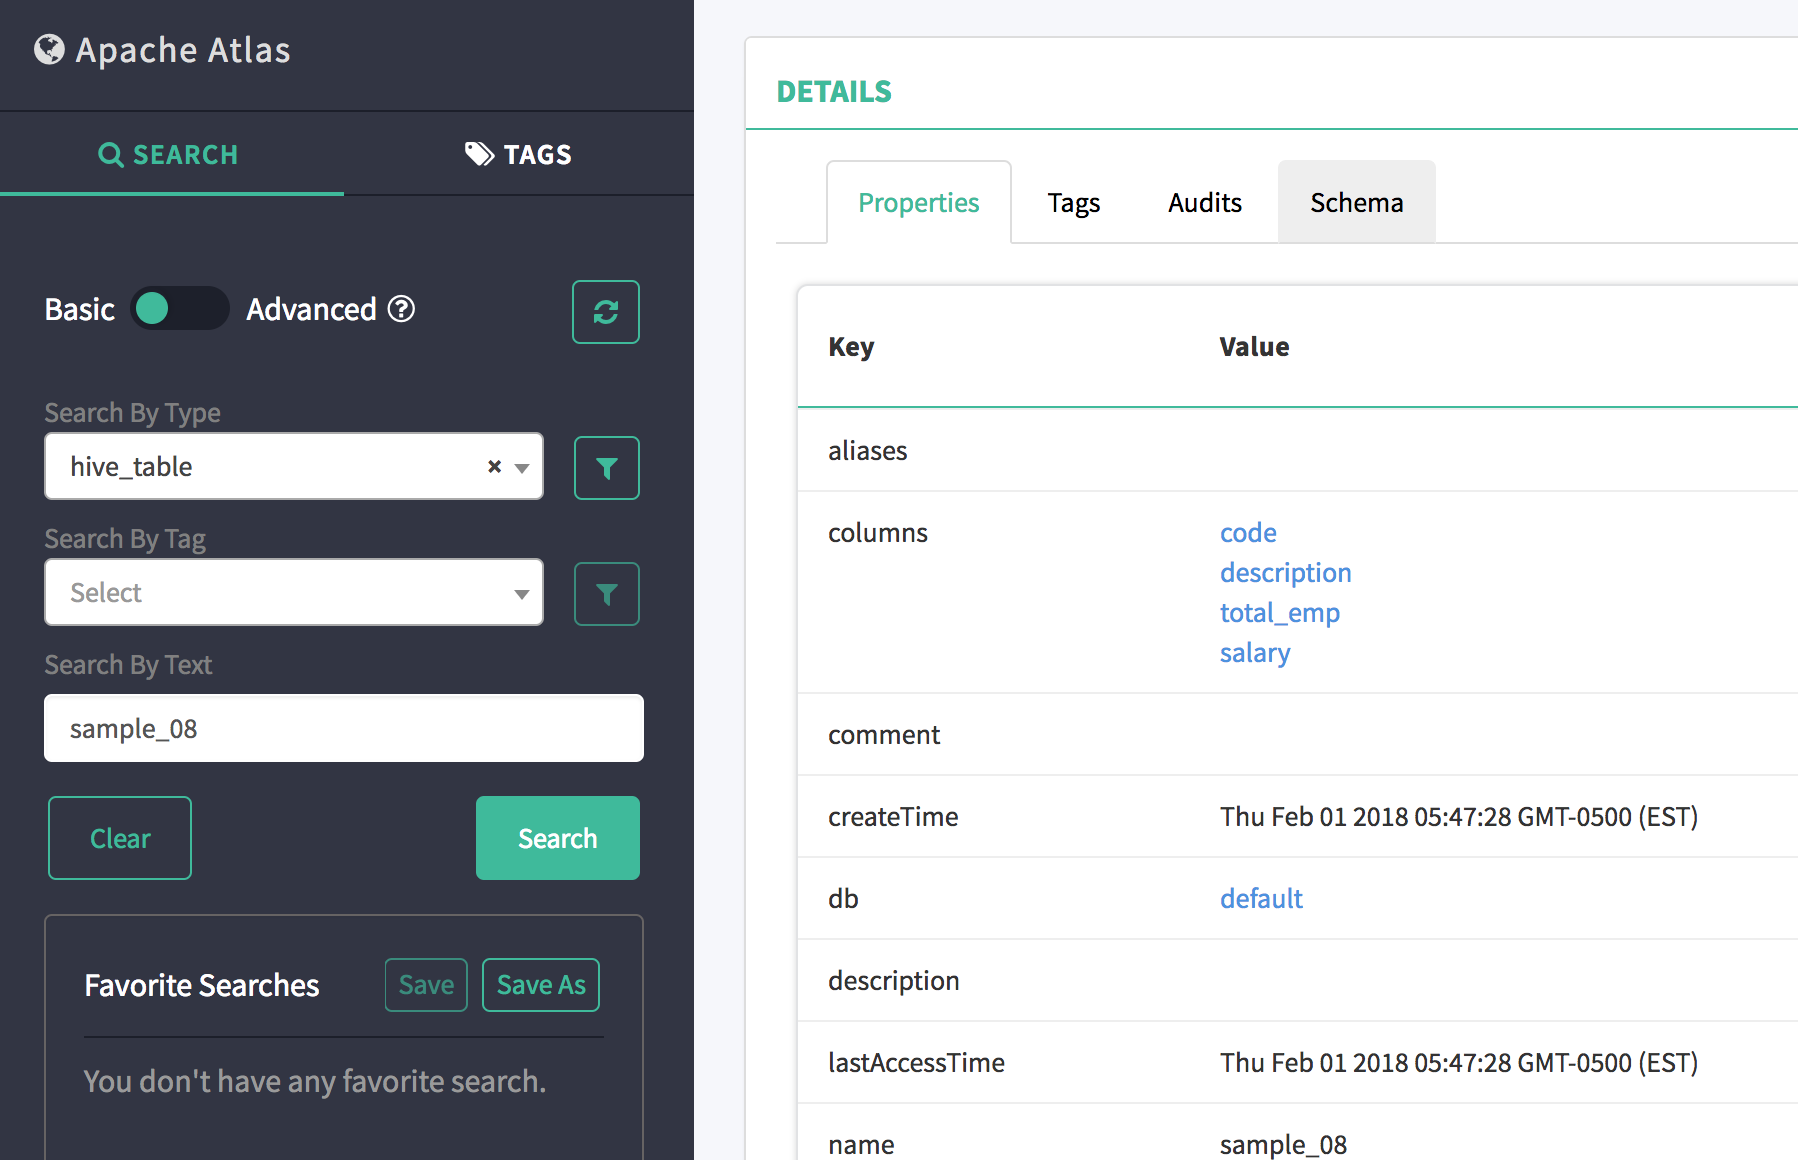 Apache Atlas
SEARCH
TAGS
Basic Advanced ?
Search By Type
hive_table ×
Search By Tag
Select
Search By Text
sample_08
Clear
Search
Favorite Searches
Save
Save As
You don't have any favorite search.
DETAILS
Properties
Tags
Audits
Schema
Key Value
aliases
columns code
description
total_emp
salary
comment
createTime Thu Feb 01 2018 05:47:28 GMT-0500 (EST)
db default
description
lastAccessTime Thu Feb 01 2018 05:47:28 GMT-0500 (EST)
name sample_08